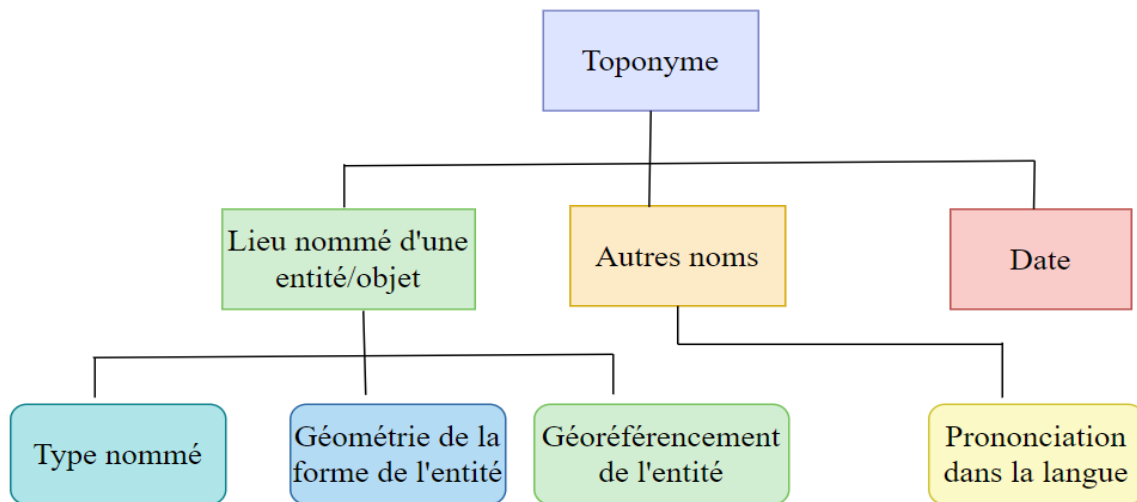 Toponyme
Lieu nommé d'une
entité/objet
Autres noms
Date
Type nommé
Géométrie de la
forme de l'entité
Géoréférencement
de l'entité
Prononciation
dans la langue